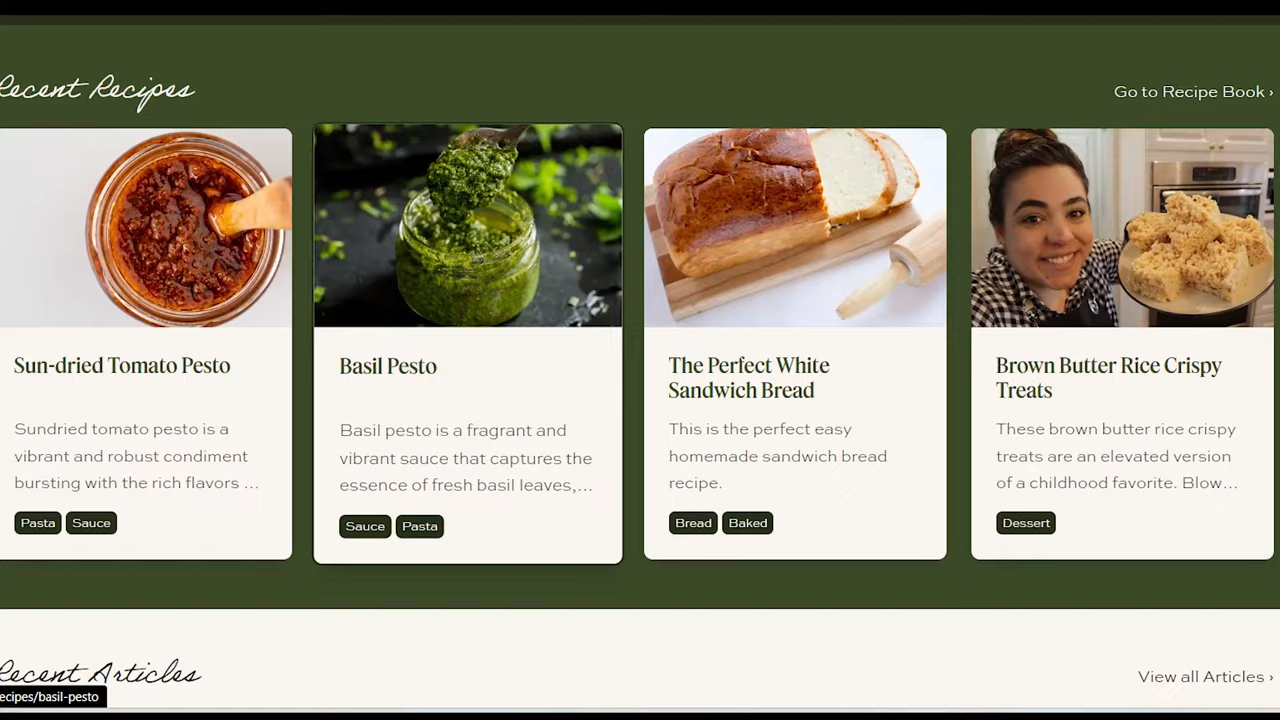 Recent Recipes
Go to Recipe Book ›
Sun-dried Tomato Pesto
Sundried tomato pesto is a
vibrant and robust condiment
bursting with the rich flavors ...
Pasta
Sauce
Basil Pesto
Basil pesto is a fragrant and
vibrant sauce that captures the
essence of fresh basil leaves,...
Sauce
Pasta
The Perfect White
Sandwich Bread
This is the perfect easy
homemade sandwich bread
recipe.
Bread
Baked
Brown Butter Rice Crispy
Treats
These brown butter rice crispy
treats are an elevated version
of a childhood favorite. Blow...
Dessert
Recent Articles
View all Articles ›
ecipes/basil-pesto